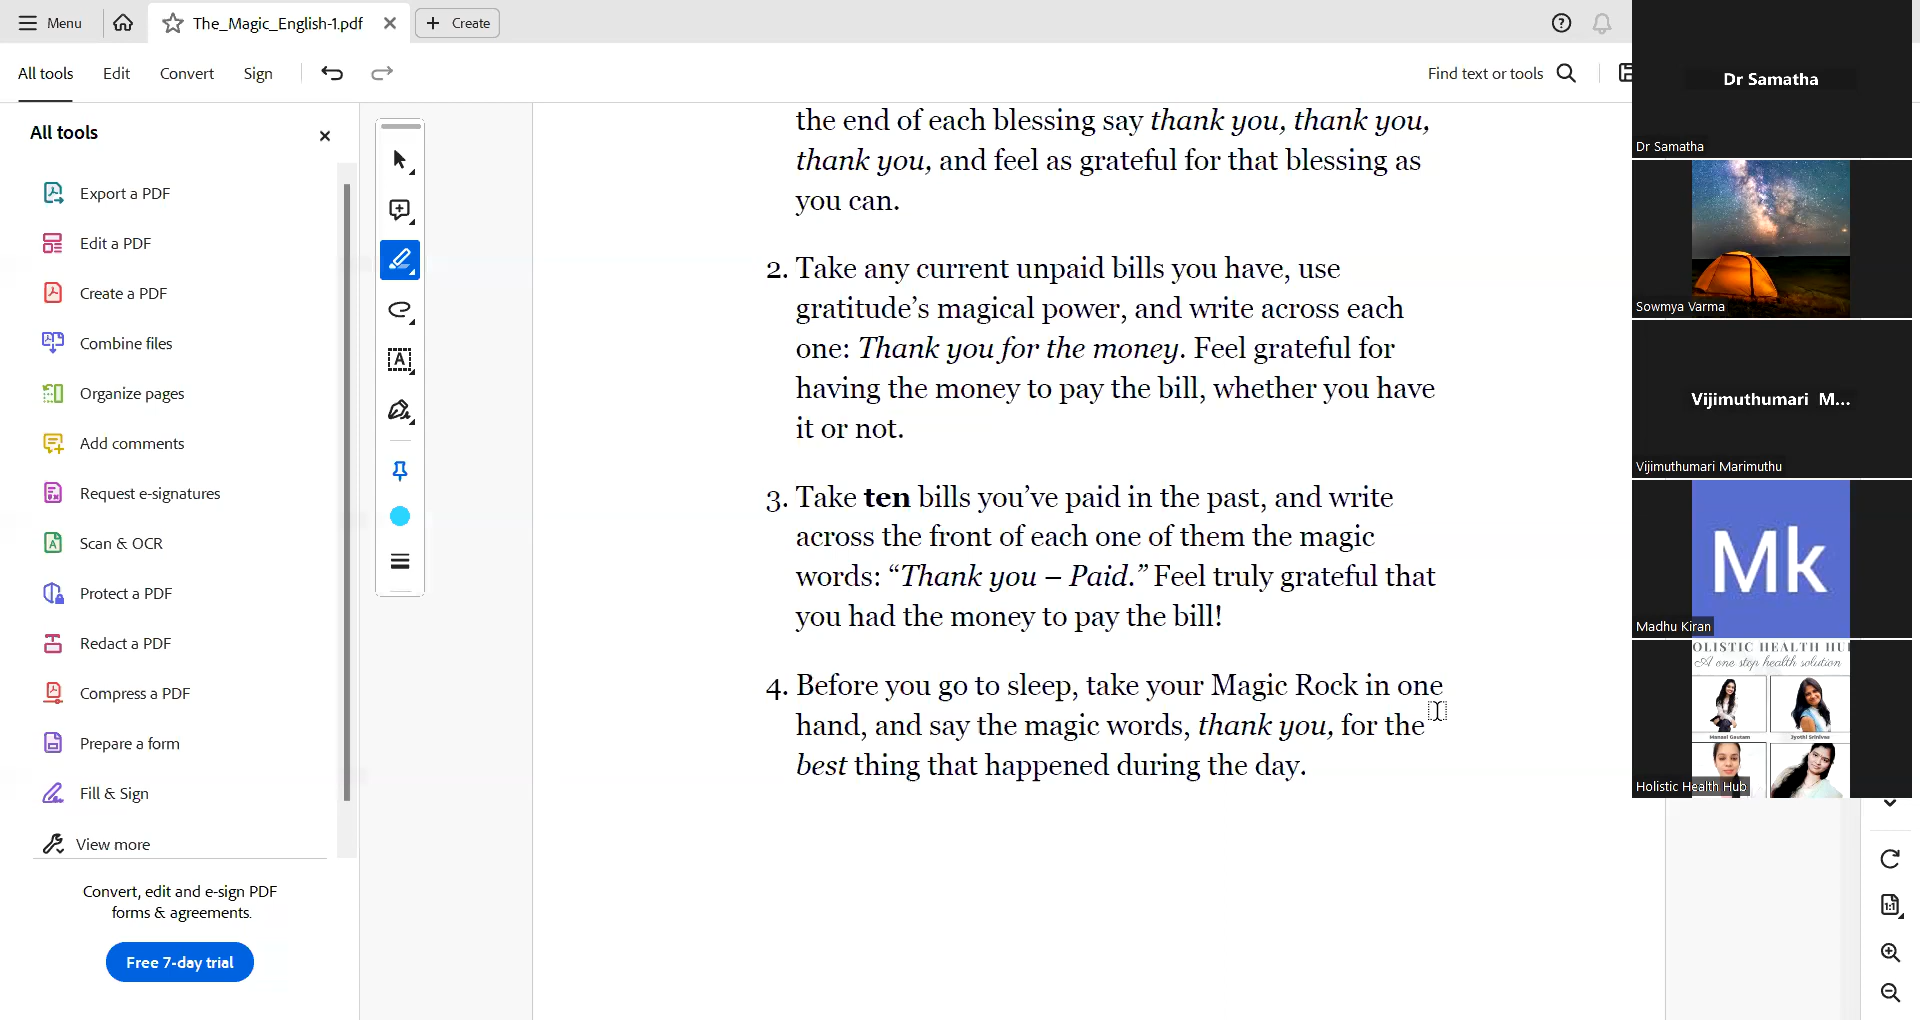 Menu
The_Magic_English-1.pdf
Create
All tools
Edit
Convert
Sign
Find text or tools
All tools
Export a PDF
Edit a PDF
Create a PDF
Combine files
Organize pages
Add comments
Request e-signatures
Scan & OCR
Protect a PDF
Redact a PDF
Compress a PDF
Prepare a form
Fill & Sign
View more
Convert, edit and e-sign PDF
forms & agreements.
Free 7-day trial
the end of each blessing say thank you, thank you,
thank you, and feel as grateful for that blessing as
you can.
2. Take any current unpaid bills you have, use
gratitude’s magical power, and write across each
one: Thank you for the money. Feel grateful for
having the money to pay the bill, whether you have
it or not.
3. Take ten bills you’ve paid in the past, and write
across the front of each one of them the magic
words: “Thank you – Paid.” Feel truly grateful that
you had the money to pay the bill!
4. Before you go to sleep, take your Magic Rock in one
hand, and say the magic words, thank you, for the
best thing that happened during the day.
Dr Samatha
Dr Samatha
Sowmya Varma
Vijimuthumari M...
Vijimuthumari Marimuthu
Mk
Madhu Kiran
OLISTIC HEALTH HU
A one step health solution
Mansel Gautam
Jyothi Srinivas
Holistic Health Hub